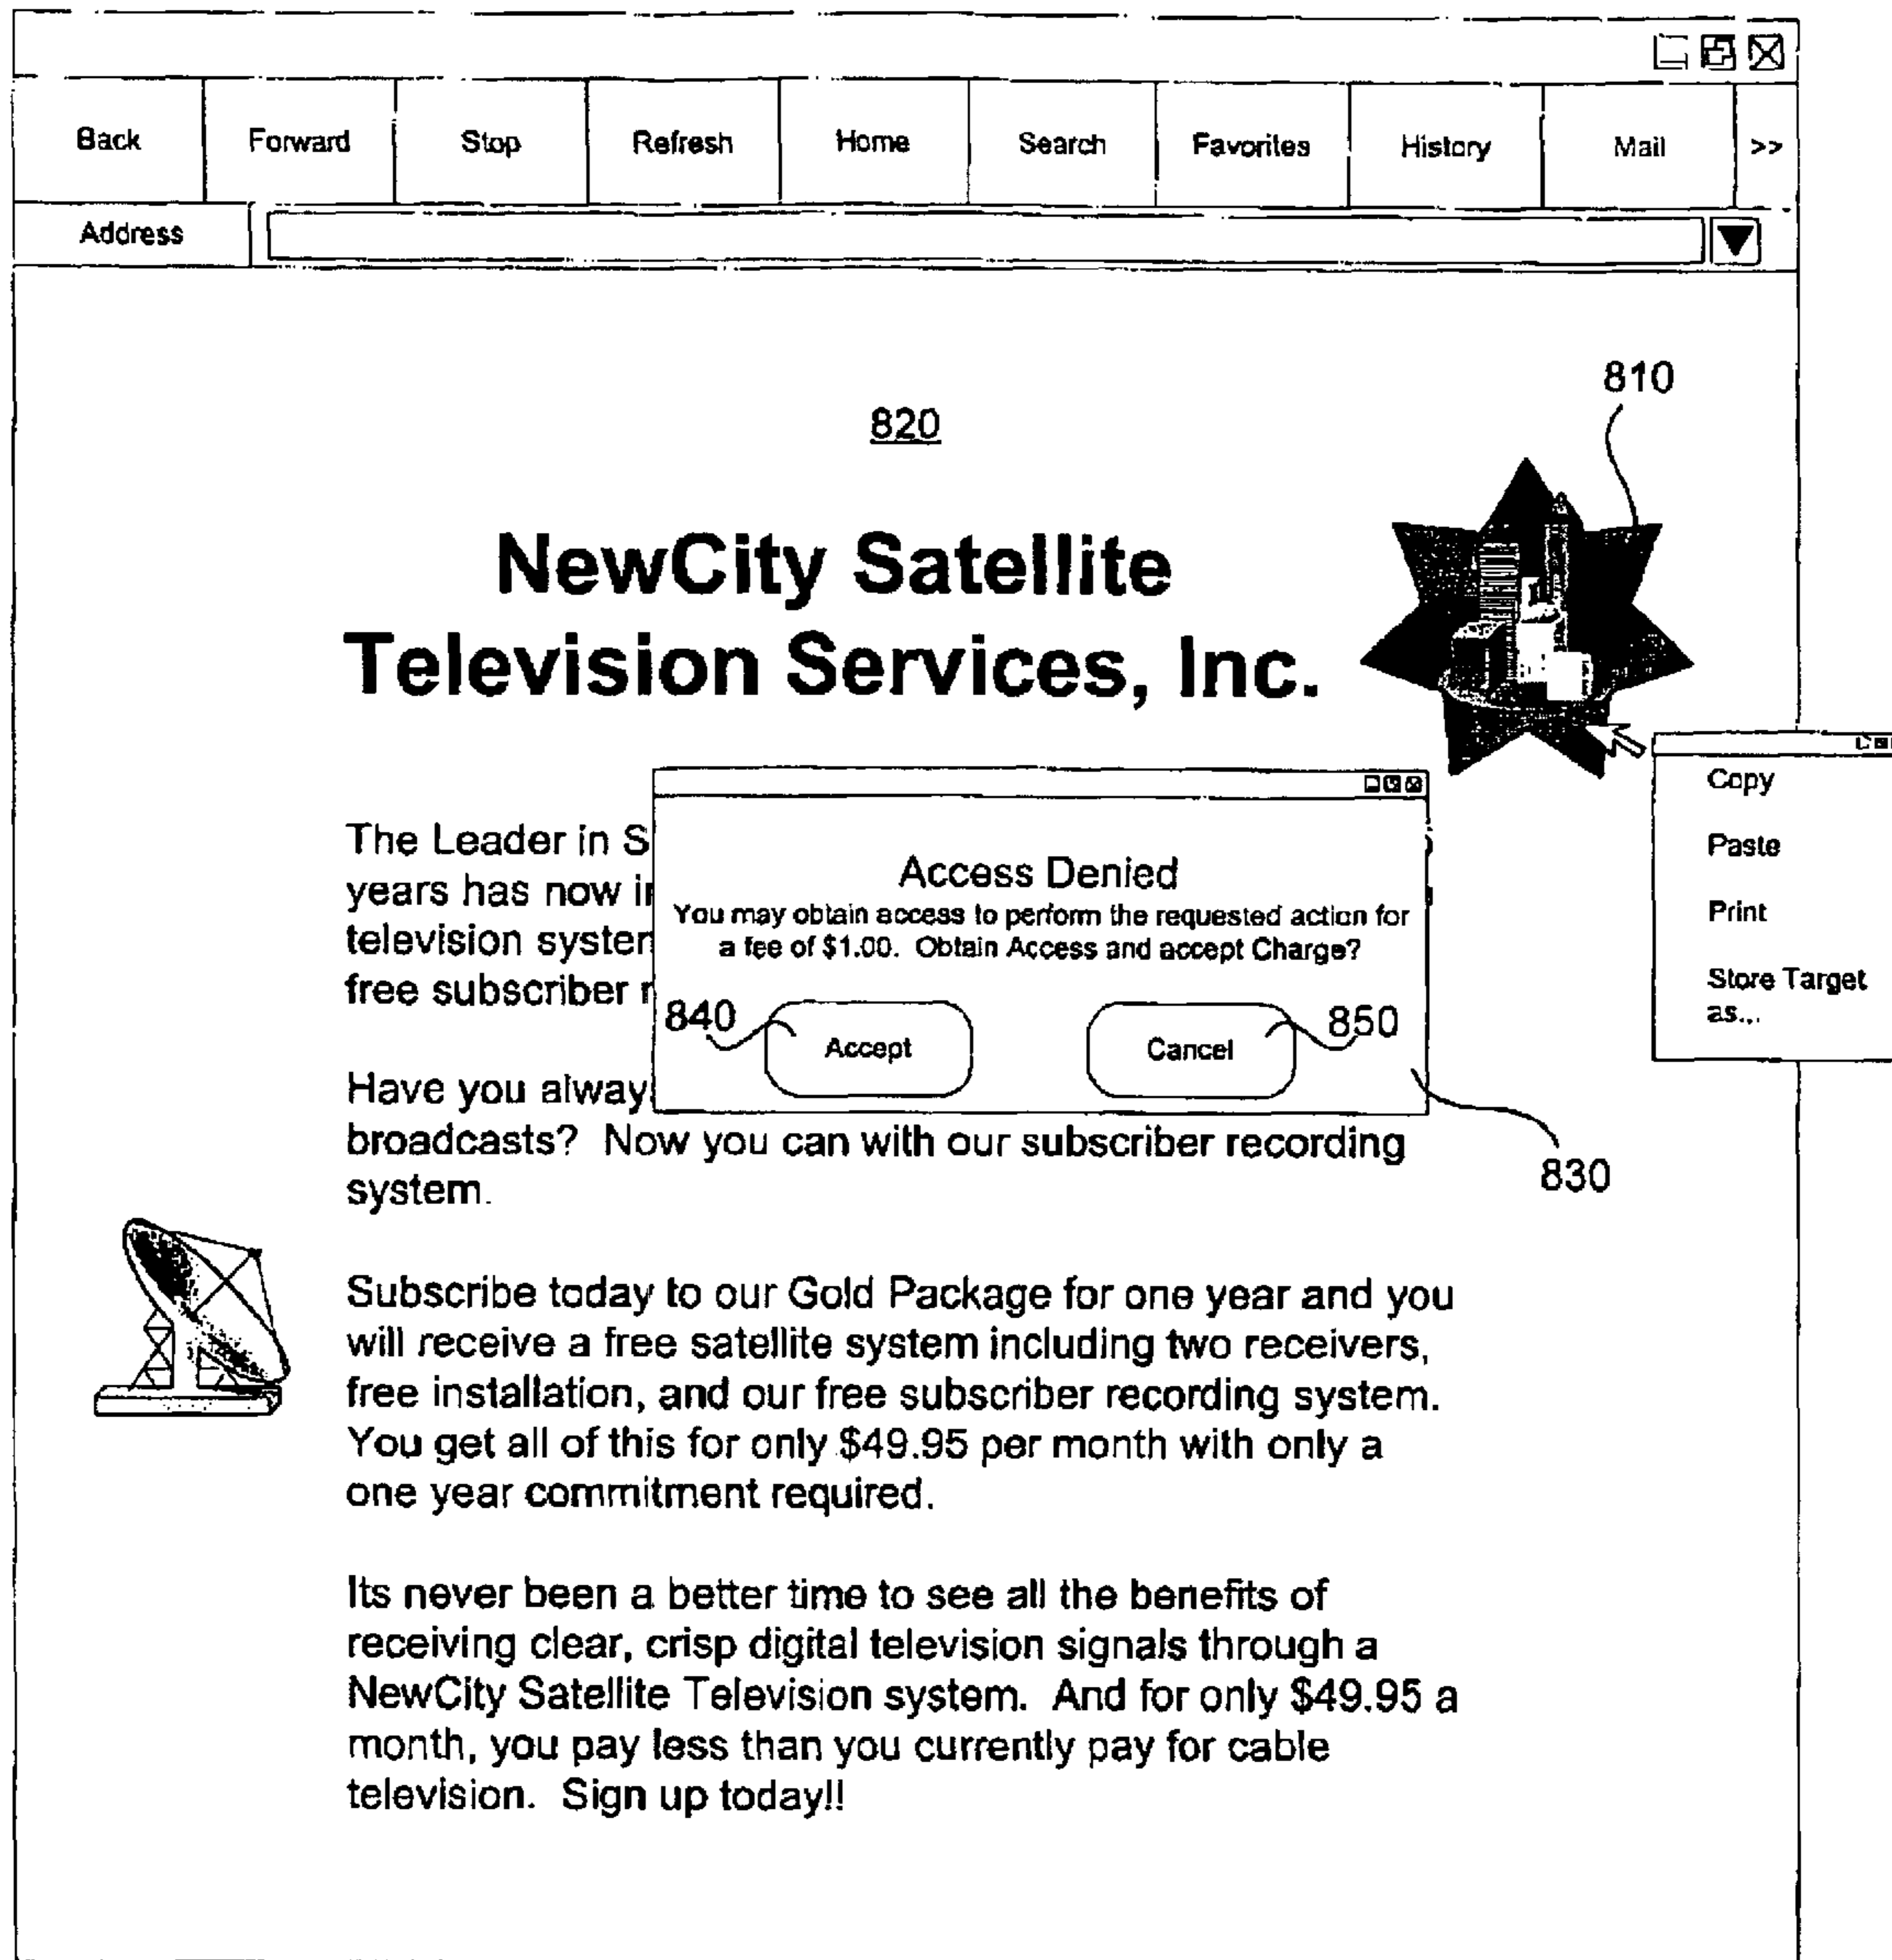 Back Forward Stop Refresh Home Search Favorites History Mail >>
Address
810
820
NewCity Satellite
Television Services, Inc.
Copy
Paste
Print
Store Target
as...
The Leader in S
years has now
television
free subscriber
Access Denied
You may obtain access to perform the requested action for
a fee of $1.00. Obtain Access and accept Charge?
840 Accept Cancel 850
830
Have you alway
broadcasts? Now you can with our subscriber recording
system.
Subscribe today to our Gold Package for one year and you
will receive a free satellite system including two receivers,
free installation, and our free subscriber recording system.
You get all of this for only $49.95 per month with only a
one year commitment required.
Its never been a better time to see all the benefits of
receiving clear, crisp digital television signals through a
NewCity Satellite Television system. And for only $49.95 a
month, you pay less than you currently pay for cable
television. Sign up today!!